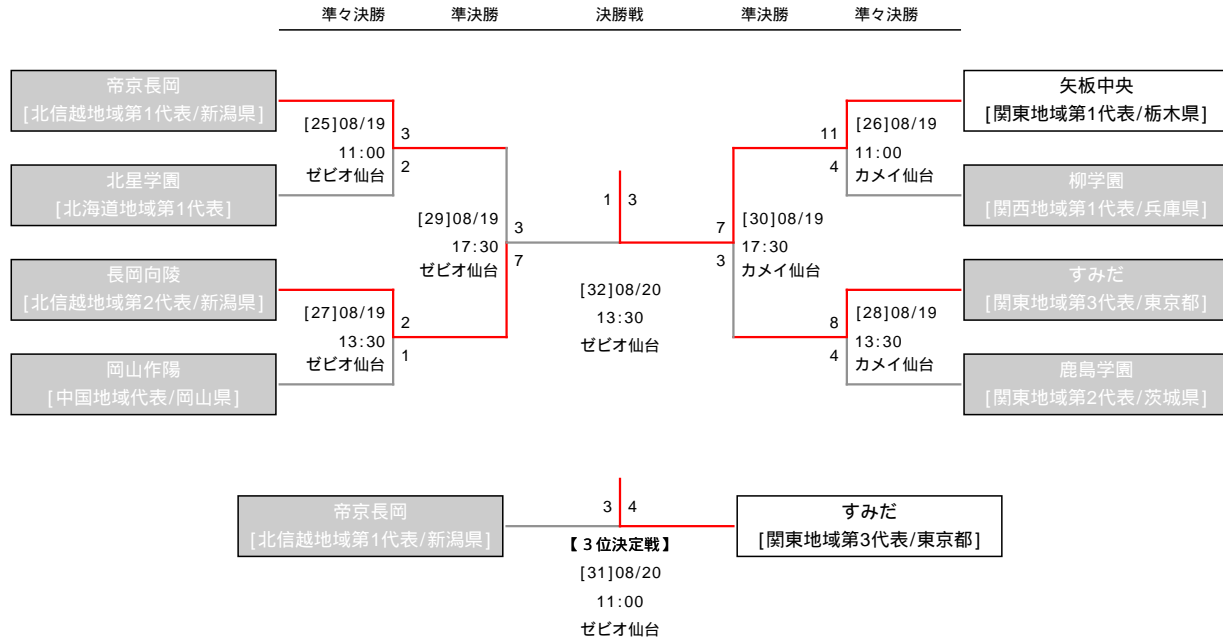 準々決勝 準決勝 決勝戦 準決勝 準々決勝
帝京長岡
[北信越地域第1代表/新潟県]
[25]08/19
11:00
ゼビオ仙台
3
2
北星学園
[北海道地域第1代表]
[29]08/19
17:30
ゼビオ仙台
3
7
長岡向陵
[北信越地域第2代表/新潟県]
[27]08/19
13:30
ゼビオ仙台
2
1
岡山作陽
[中国地域代表/岡山県]
1 3
[32]08/20
13:30
ゼビオ仙台
矢板中央
[関東地域第1代表/栃木県]
11
4
[26]08/19
11:00
カメイ仙台
柳学園
[関西地域第1代表/兵庫県]
7
3
[30]08/19
17:30
カメイ仙台
すみだ
[関東地域第3代表/東京都]
8
4
[28]08/19
13:30
カメイ仙台
鹿島学園
[関東地域第2代表/茨城県]
帝京長岡
[北信越地域第1代表/新潟県]
3 4
すみだ
[関東地域第3代表/東京都]
【３位決定戦】
[31]08/20
11:00
ゼビオ仙台